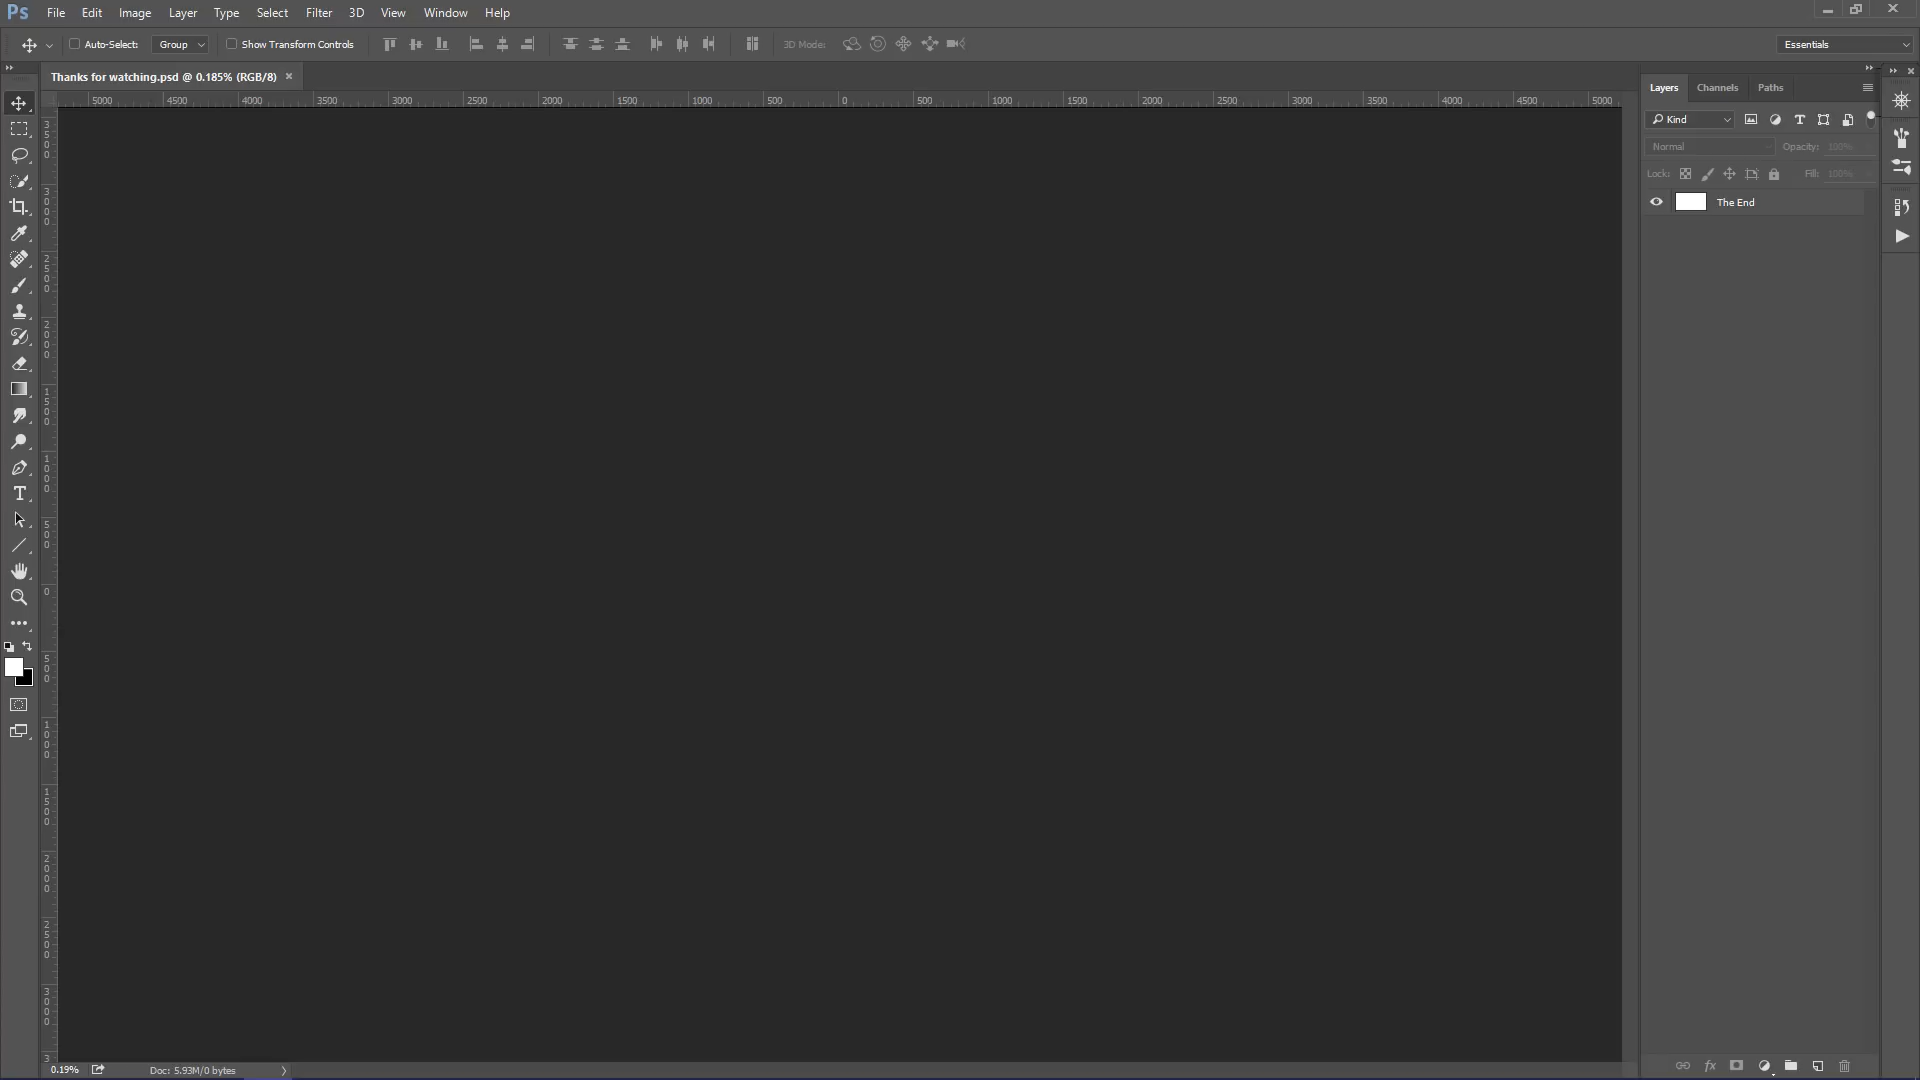 Ps File Edit Image Layer Type Select Filter 3D View Window Help
Auto-Select: Group Show Transform Controls 3D Mode: Essentials
Thanks for watching.psd @ 0.185% (RGB/8) ×
5000 4500 4000 3500 3000 2500 2000 1500 1000 500 0 500 1000 1500 2000 2500 3000 3500 4000 4500 5000
3500
3000
2500
2000
1500
1000
500
0
500
1000
1500
2000
2500
3000
3
Layers Channels Paths
Kind
Normal Opacity: 100%
Lock: Fill: 100%
The End
fx
0.19% Doc: 5.93M/0 bytes